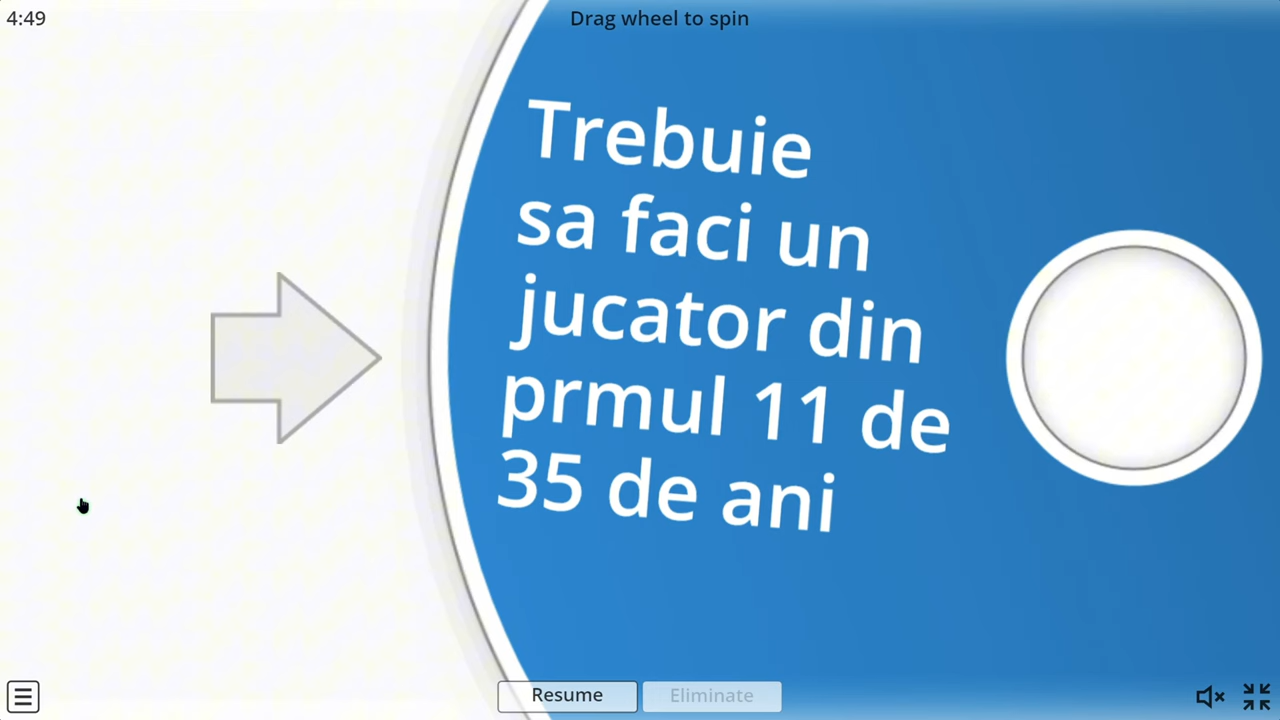 4:49
Drag wheel to spin
Trebuie
sa faci un
jucator din
prmul 11 de
35 de ani
Resume
Eliminate